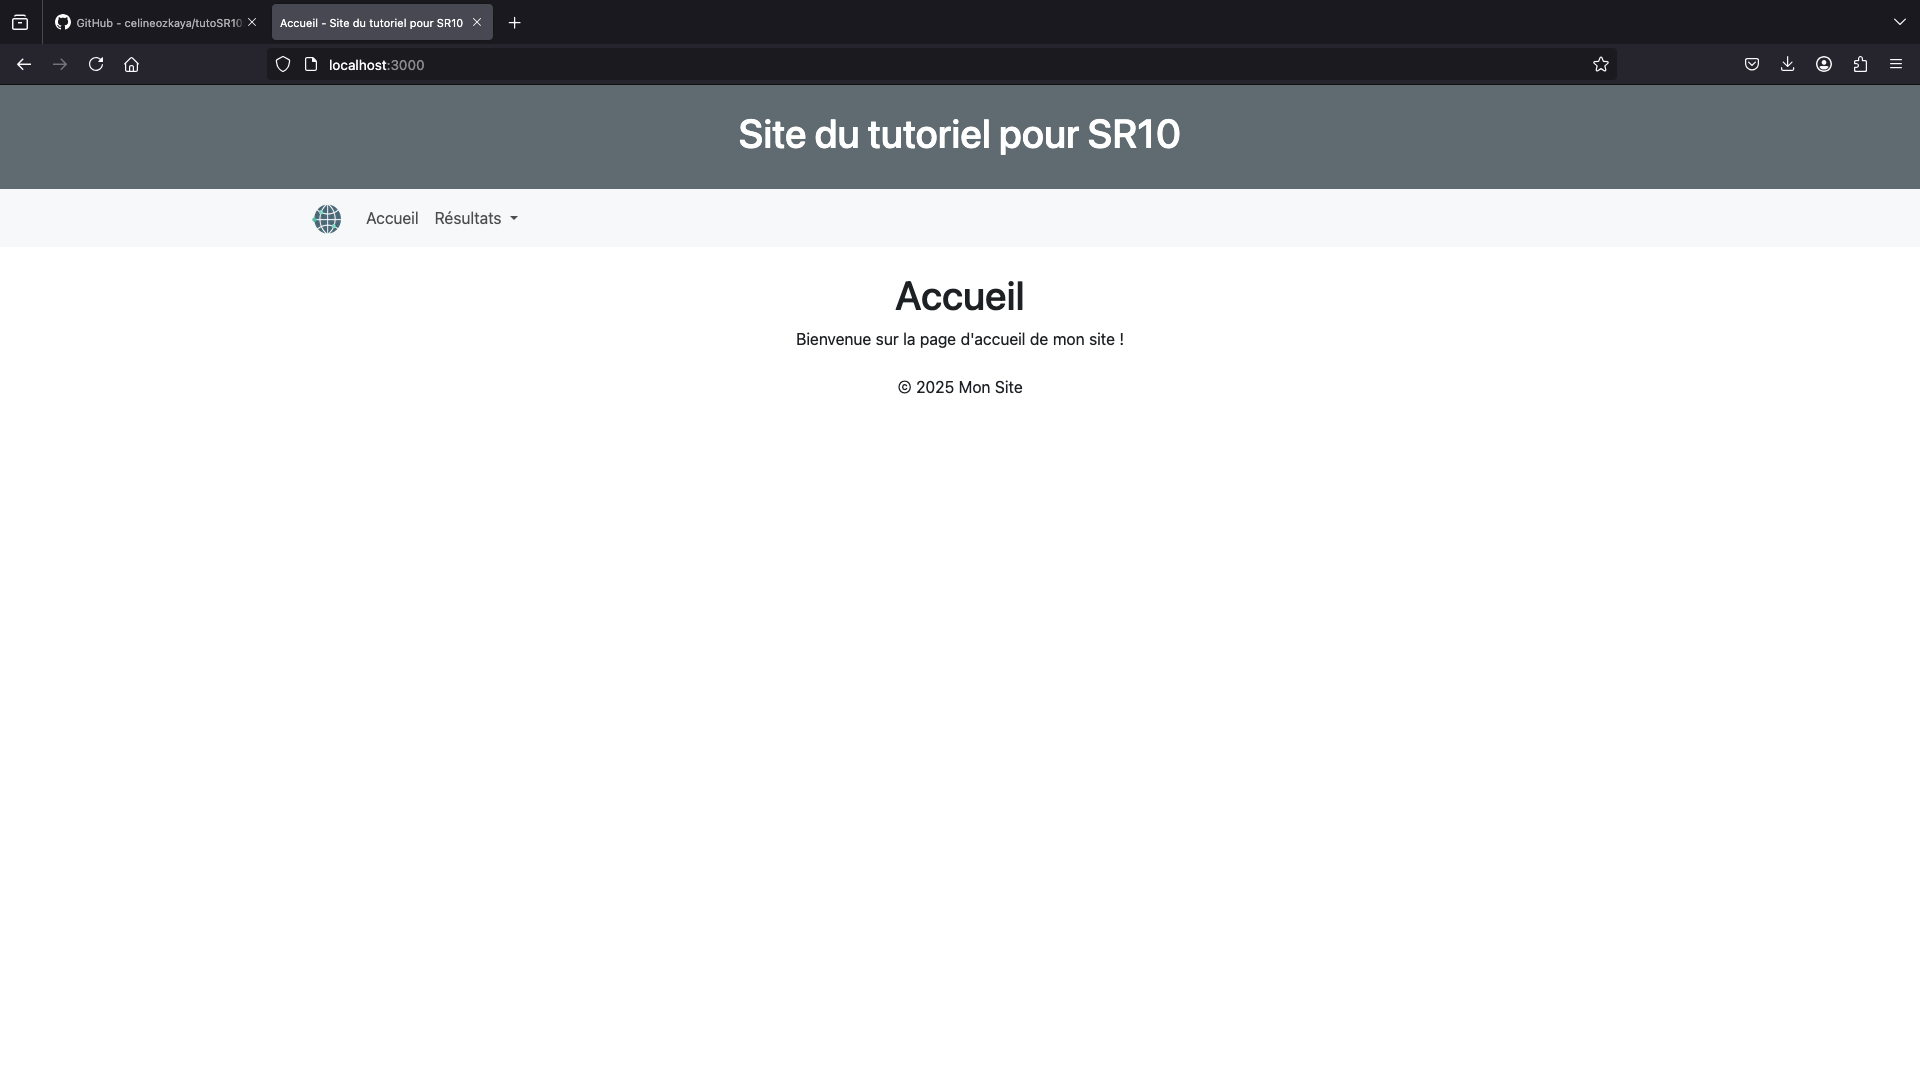 GitHub - celineozkaya/tutoSR10
Accueil - Site du tutoriel pour SR10
localhost:3000
Site du tutoriel pour SR10
Accueil
Résultats
Accueil
Bienvenue sur la page d'accueil de mon site !
© 2025 Mon Site